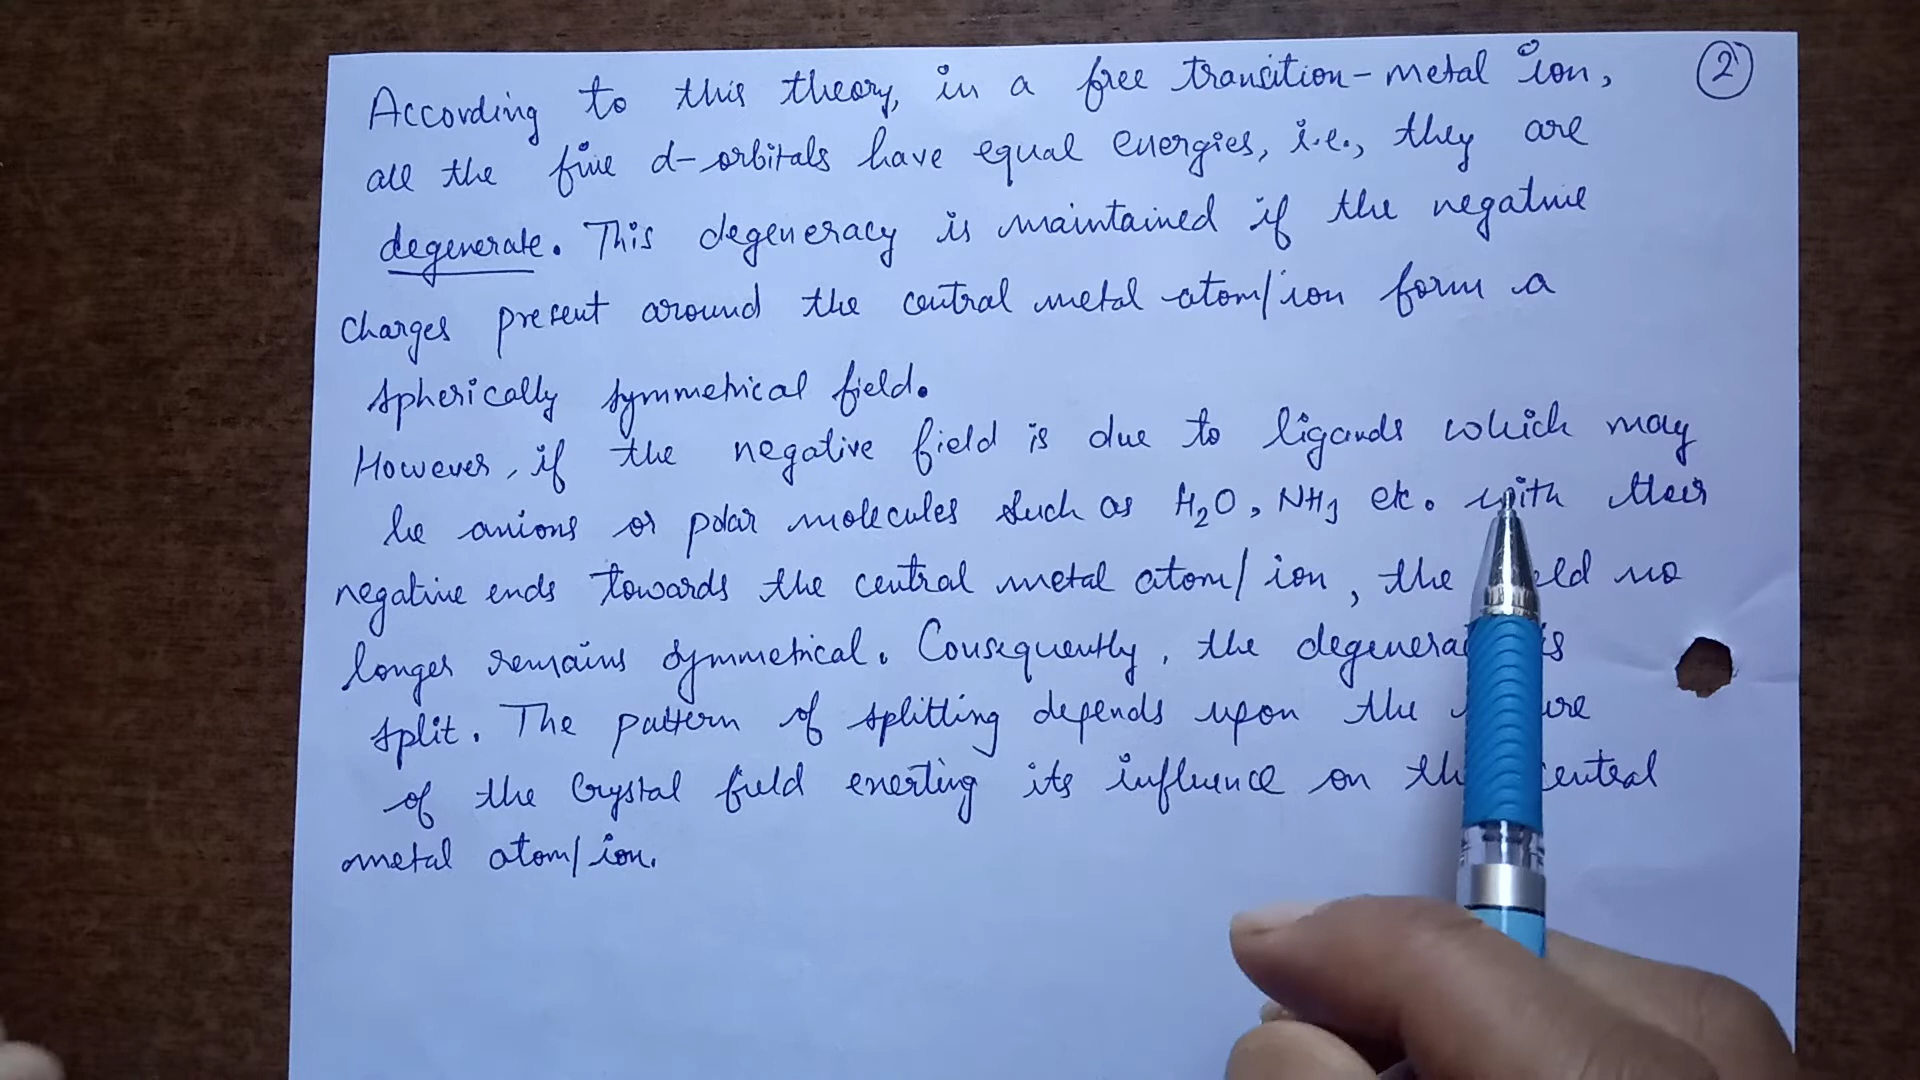 According to this theory, in a free transition-metal ion, ②
all the five d-orbitals have equal energies, i.e., they are
degenerate. This degeneracy is maintained if the negative
charges present around the central metal atom/ion form a
spherically symmetrical field.
However, if the negative field is due to ligands which may
be anions or polar molecules such as H₂O, NH₃ etc. with their
negative ends towards the central metal atom/ion, the no
longer remains symmetrical. Consequently, the is
split. The pattern of splitting depends upon the
of the Crystal field exerting its influence on
metal atom/ion.